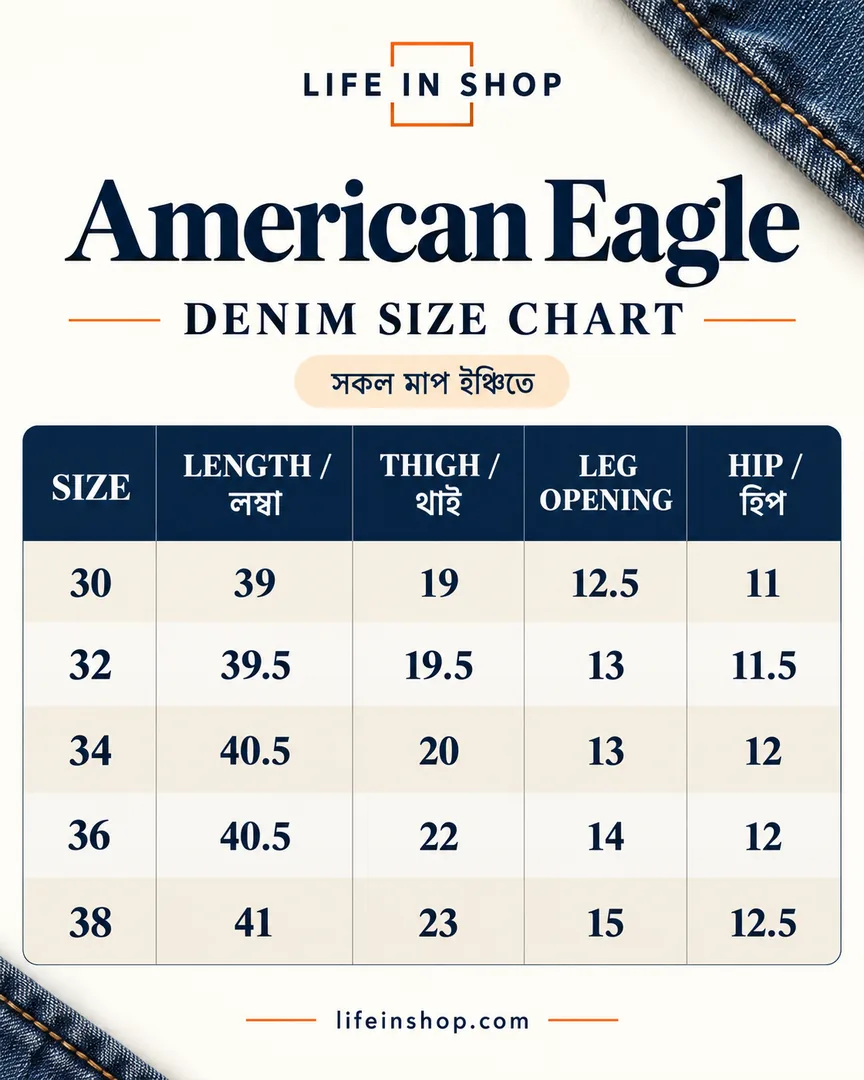 LIFE IN SHOP
American Eagle
DENIM SIZE CHART
সকল মাপ ইঞ্চিতে
SIZE LENGTH / লম্বা THIGH / থাই LEG OPENING HIP / হিপ
30 39 19 12.5 11
32 39.5 19.5 13 11.5
34 40.5 20 13 12
36 40.5 22 14 12
38 41 23 15 12.5
lifeinshop.com